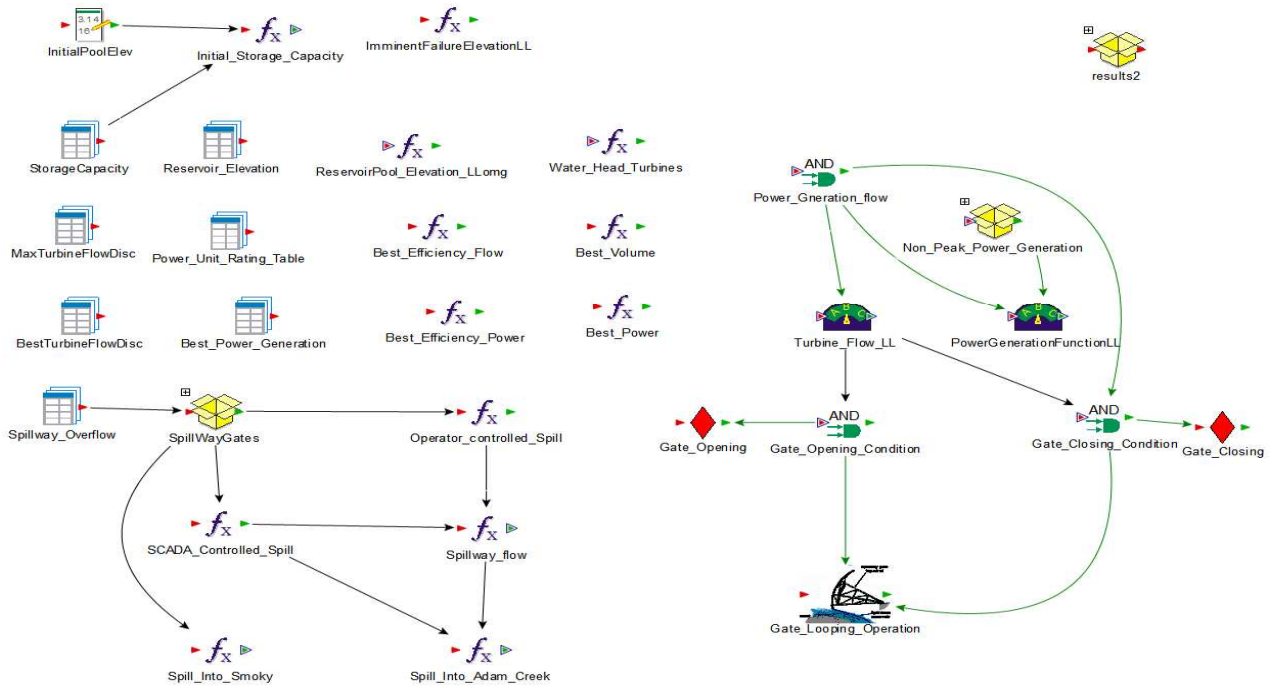 3.14
16
InitialPoolElev
Initial_Storage_Capacity
ImminentFailureElevationLL
results2
StorageCapacity
Reservoir_Elevation
ReservoirPool_Elevation_LLomg
Water_Head_Turbines
AND
Power_Gneration_flow
Non_Peak_Power_Generation
MaxTurbineFlowDisc
Power_Unit_Rating_Table
Best_Efficiency_Flow
Best_Volume
A B C
Turbine_Flow_LL
A B C
PowerGenerationFunctionLL
BestTurbineFlowDisc
Best_Power_Generation
Best_Efficiency_Power
Best_Power
Spillway_Overflow
SpillWayGates
Operator_controlled_Spill
Gate_Opening
AND
Gate_Opening_Condition
AND
Gate_Closing_Condition
Gate_Closing
SCADA_Controlled_Spill
Spillway_flow
Gate_Looping_Operation
Spill_Into_Smoky
Spill_Into_Adam_Creek